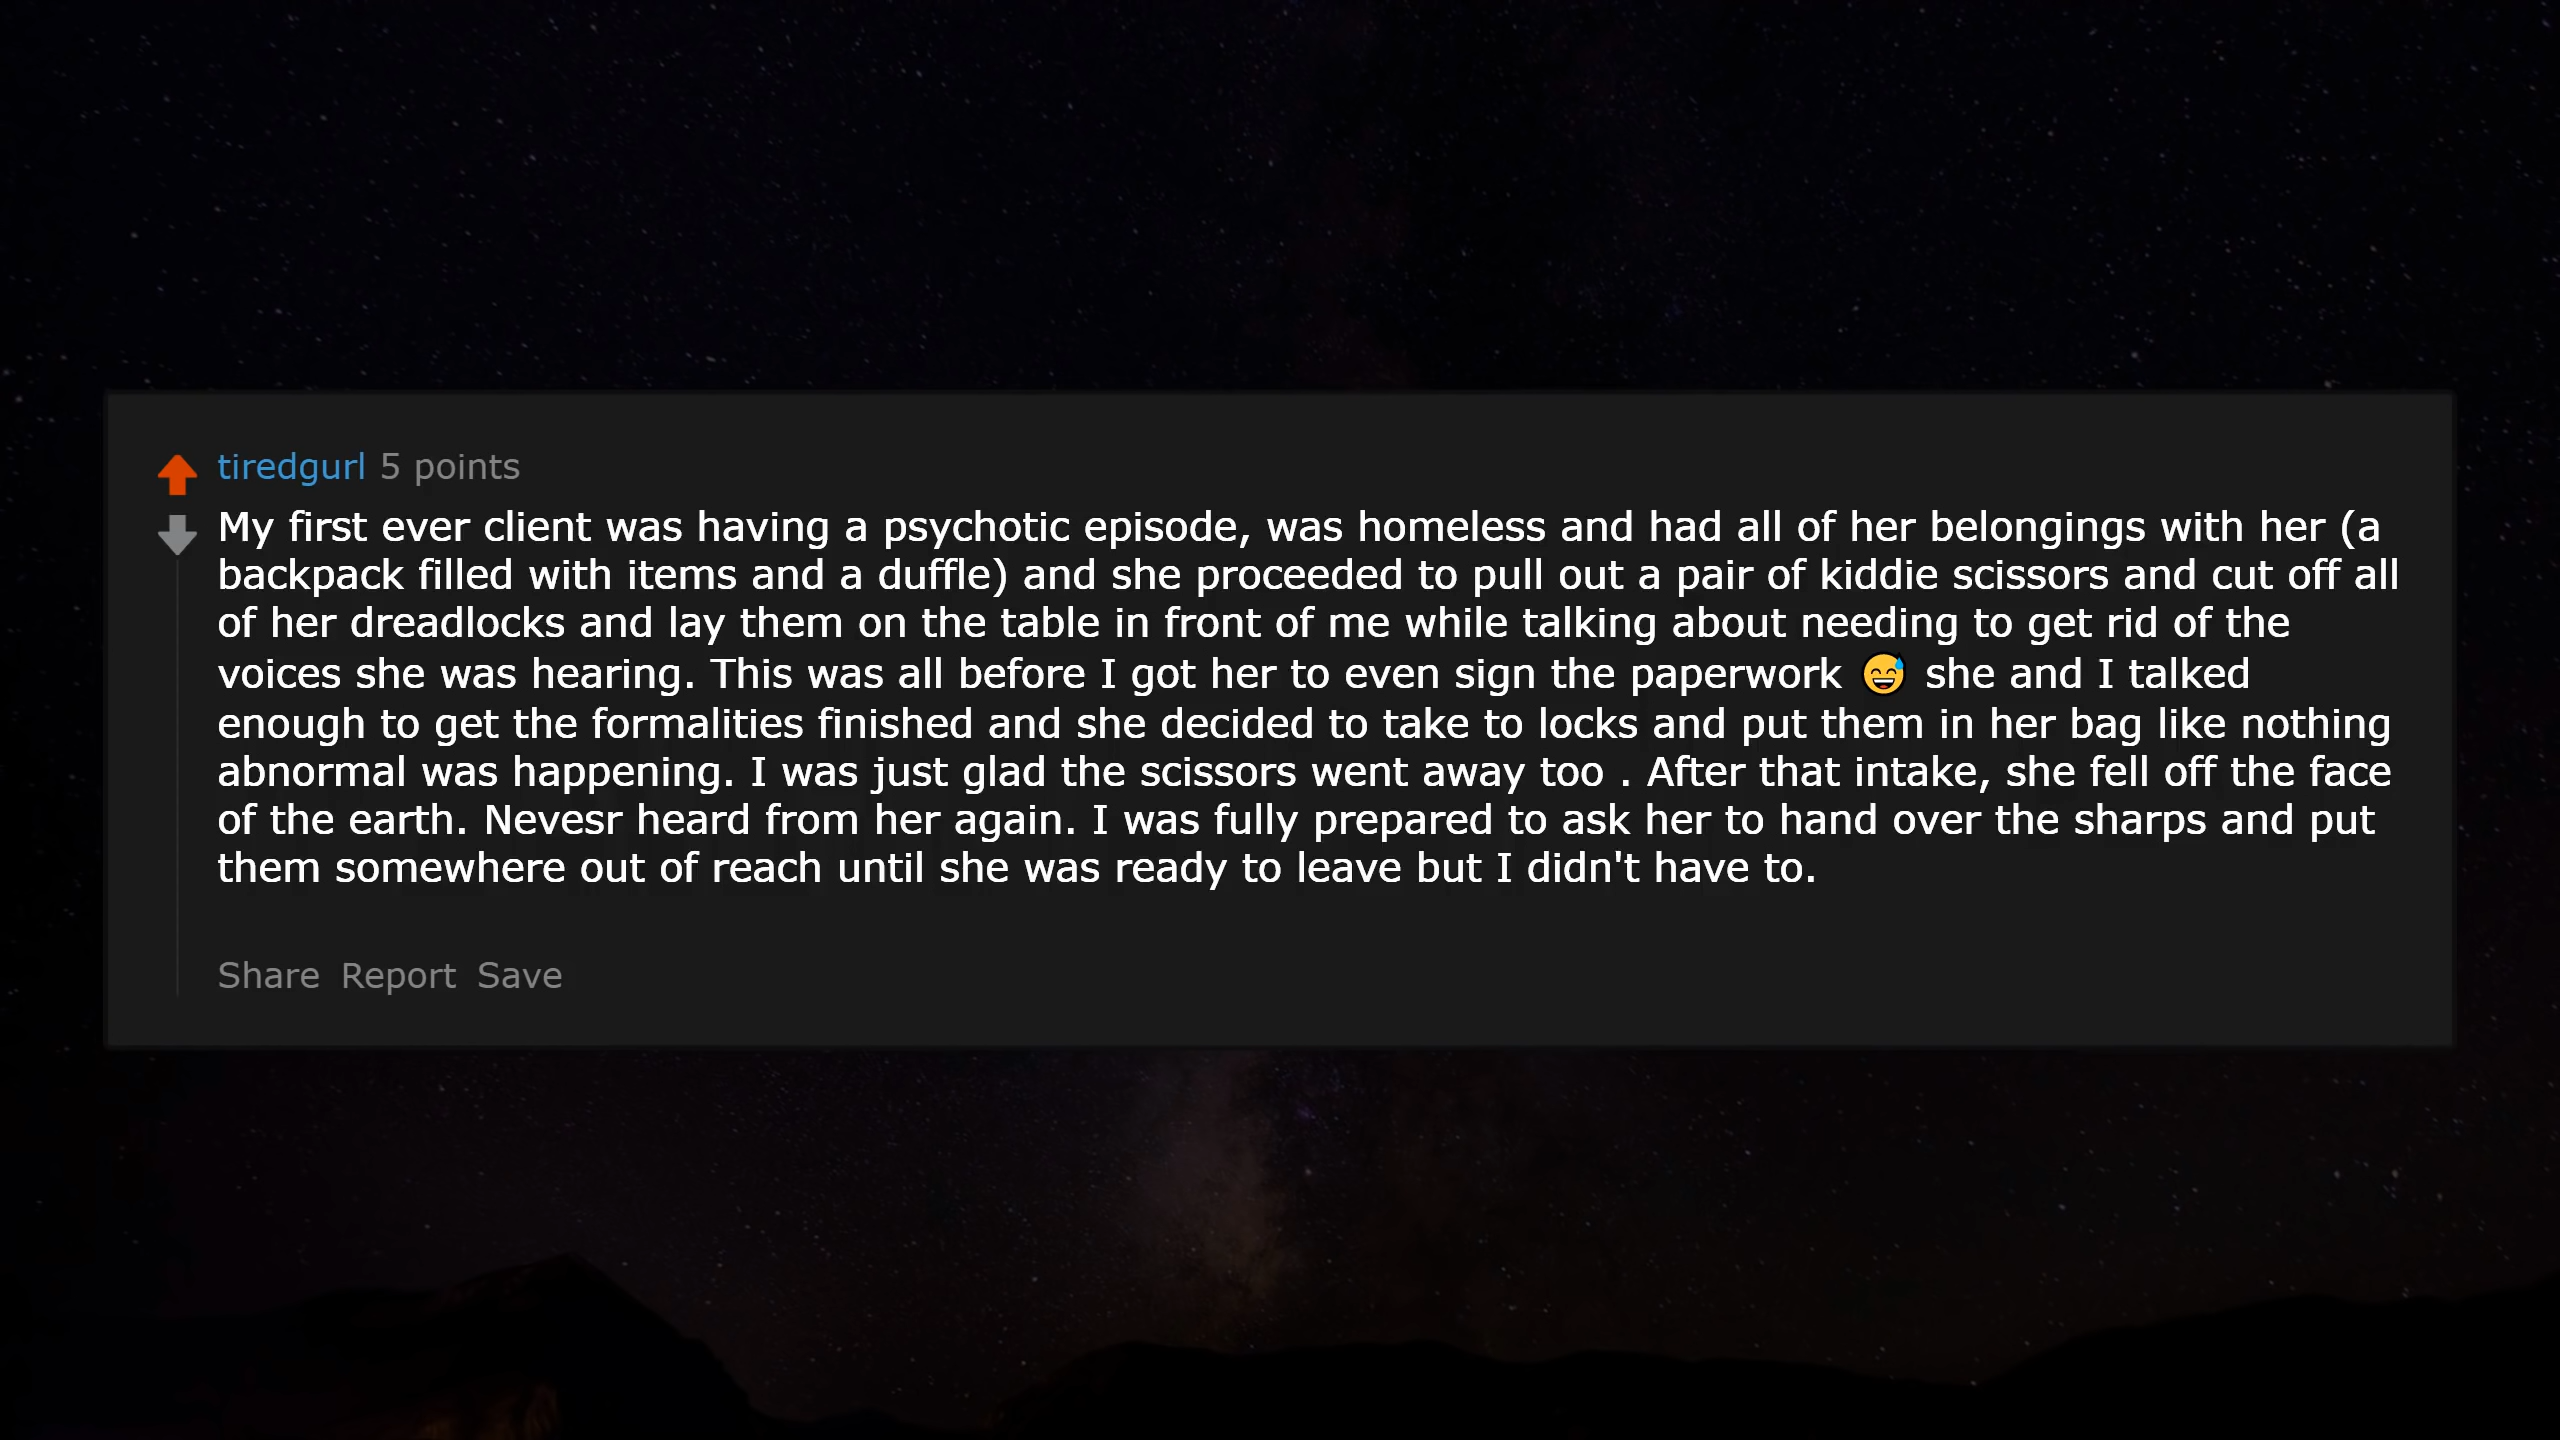 tiredgurl 5 points
My first ever client was having a psychotic episode, was homeless and had all of her belongings with her (a
backpack filled with items and a duffle) and she proceeded to pull out a pair of kiddie scissors and cut off all
of her dreadlocks and lay them on the table in front of me while talking about needing to get rid of the
voices she was hearing. This was all before I got her to even sign the paperwork 😅 she and I talked
enough to get the formalities finished and she decided to take to locks and put them in her bag like nothing
abnormal was happening. I was just glad the scissors went away too . After that intake, she fell off the face
of the earth. Nevesr heard from her again. I was fully prepared to ask her to hand over the sharps and put
them somewhere out of reach until she was ready to leave but I didn't have to.
Share Report Save